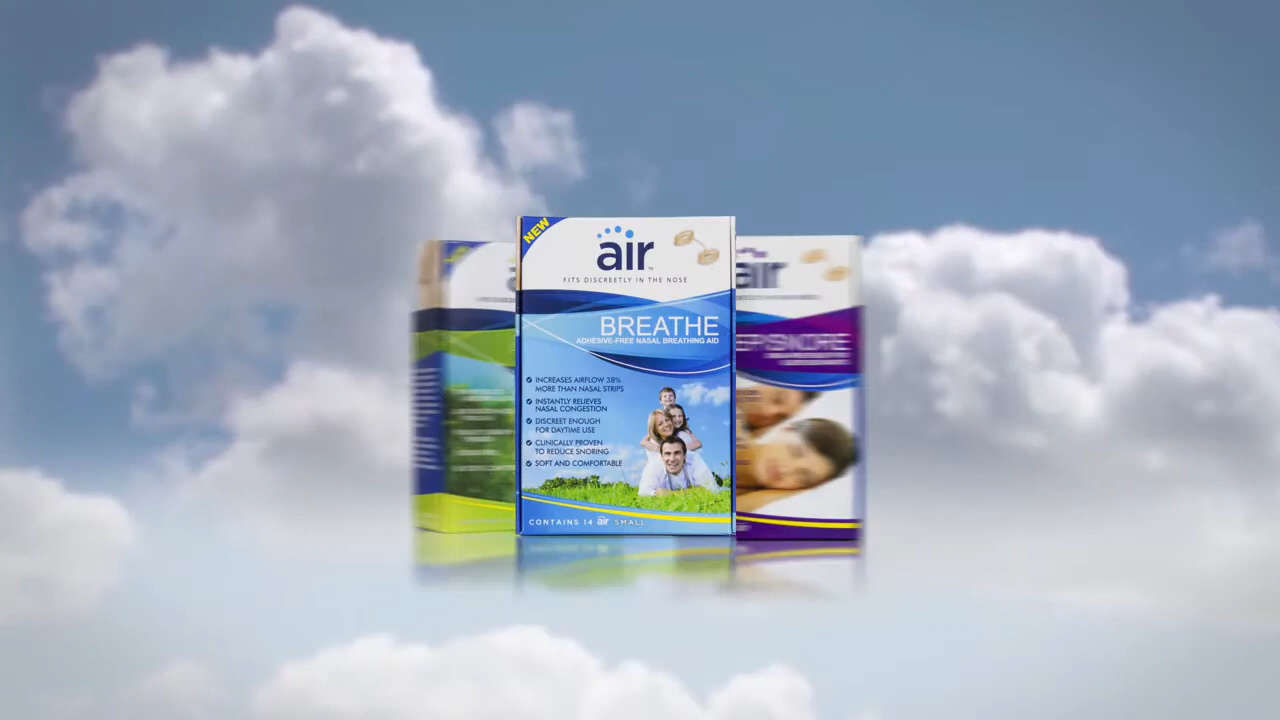 NEW
air
FITS DISCREETLY IN THE NOSE
BREATHE
ADHESIVE-FREE NASAL BREATHING AID
INCREASES AIRFLOW 38%
MORE THAN NASAL STRIPS
INSTANTLY RELIEVES
NASAL CONGESTION
DISCREET ENOUGH
FOR DAYTIME USE
CLINICALLY PROVEN
TO REDUCE SNORING
SOFT AND COMFORTABLE
CONTAINS 14 air SMALL
air
SNORE